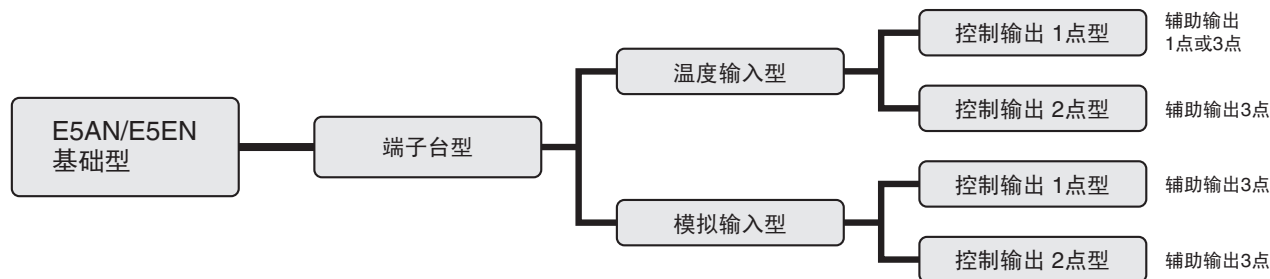 E5AN/E5EN
基础型
端子台型
温度输入型
控制输出 1点型
辅助输出
1点或3点
控制输出 2点型
辅助输出3点
模拟输入型
控制输出 1点型
辅助输出3点
控制输出 2点型
辅助输出3点